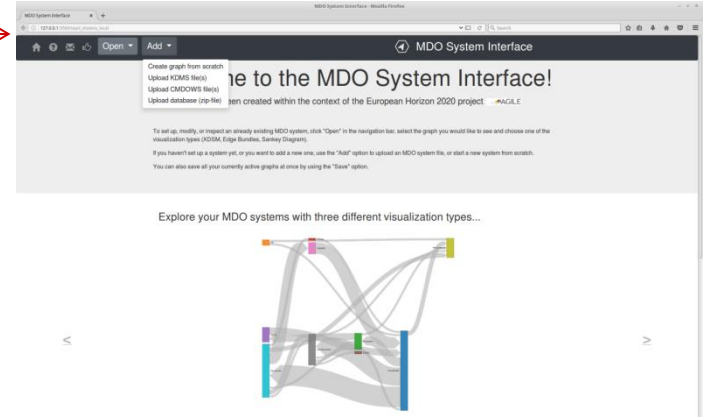 MDO System Interface - Mozilla Firefox
MDO System Interface × +
127.0.0.1
Search
Open Add MDO System Interface
Create graph from scratch
Upload KDMS file(s)
Upload CMDOWS file(s)
Upload database (zip-file)
me to the MDO System Interface!
een created within the context of the European Horizon 2020 project AGILE
To set up, modify, or inspect an already existing MDO system, click "Open" in the navigation bar, select the graph you would like to see and choose one of the
visualization types (XDSM, Edge Bundles, Sankey Diagram).
If you haven't set up a system yet, or you want to add a new one, use the "Add" option to upload an MDO system file, or start a new system from scratch.
You can also save all your currently active graphs at once by using the "Save" option.
Explore your MDO systems with three different visualization types...
< >